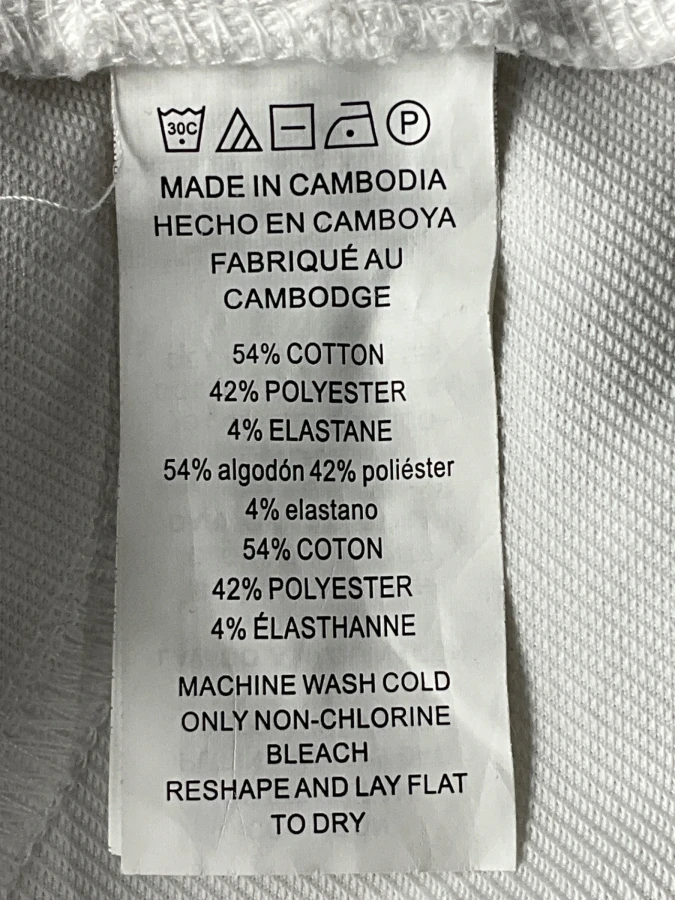 30C
P
MADE IN CAMBODIA
HECHO EN CAMBOYA
FABRIQUÉ AU
CAMBODGE
54% COTTON
42% POLYESTER
4% ELASTANE
54% algodón 42% poliéster
4% elastano
54% COTON
42% POLYESTER
4% ÉLASTHANNE
MACHINE WASH COLD
ONLY NON-CHLORINE
BLEACH
RESHAPE AND LAY FLAT
TO DRY